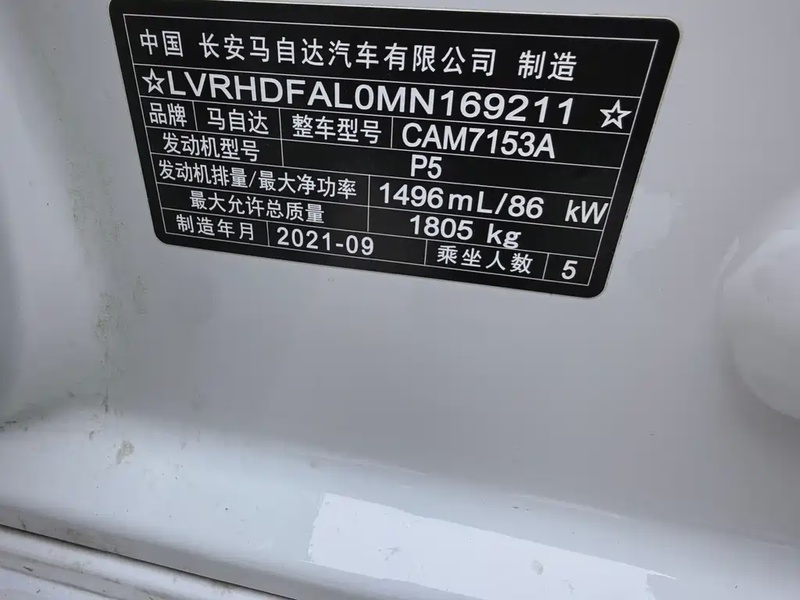 中国 长安马自达汽车有限公司 制造
☆LVRHDFAL0MN169211☆
品牌 马自达 整车型号 CAM7153A
发动机型号 P5
发动机排量/最大净功率 1496mL/86 kW
最大允许总质量 1805 kg
制造年月 2021-09 乘坐人数 5